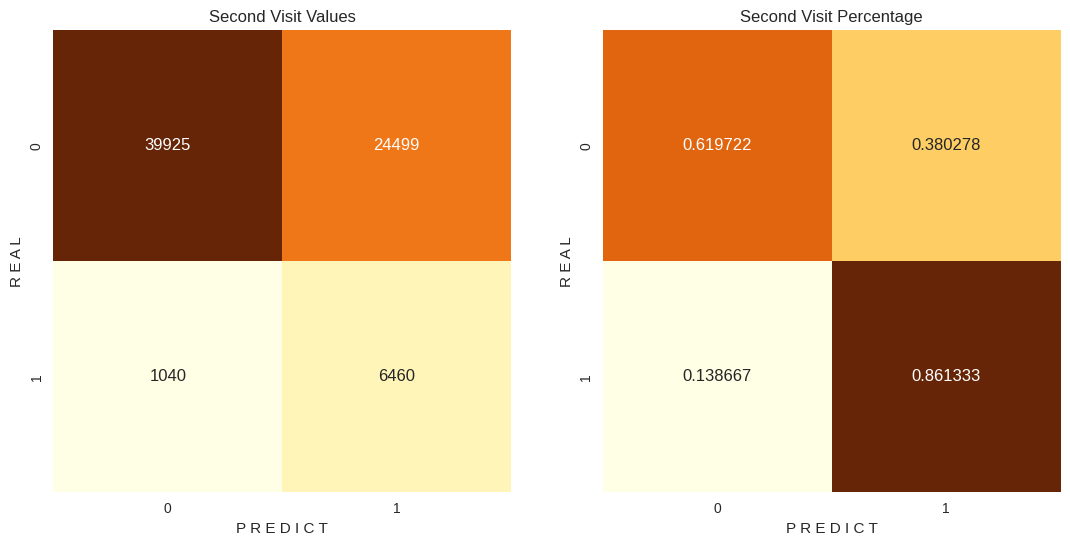 Second Visit Values
0
39925
24499
1
1040
6460
R E A L
0
1
P R E D I C T
Second Visit Percentage
0
0.619722
0.380278
1
0.138667
0.861333
R E A L
0
1
P R E D I C T